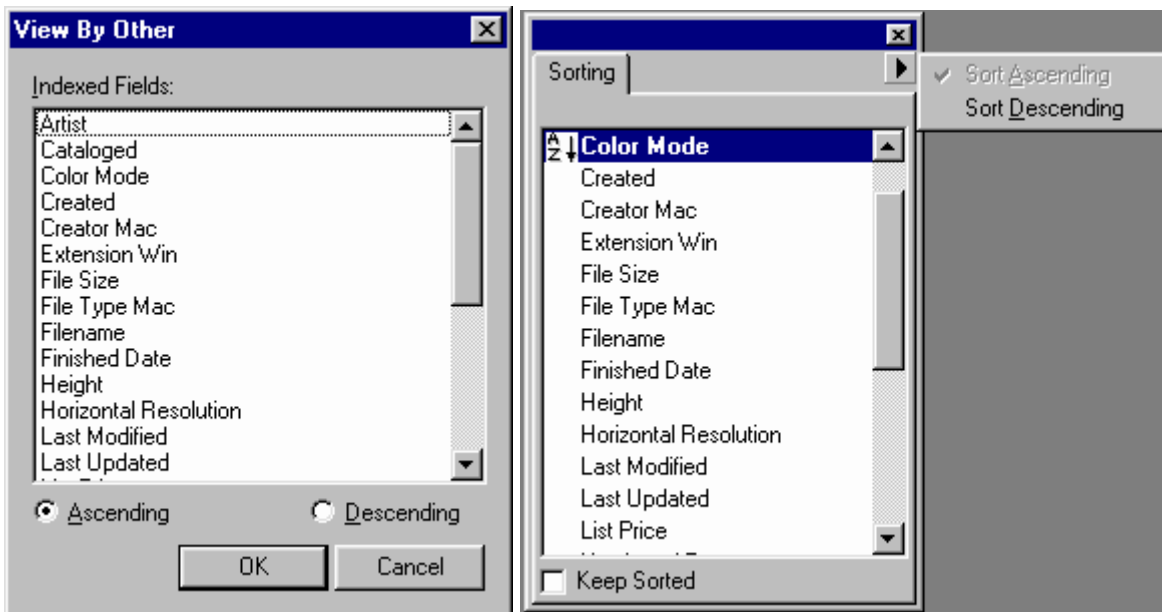 View By Other
Indexed Fields:
Artist
Cataloged
Color Mode
Created
Creator Mac
Extension Win
File Size
File Type Mac
Filename
Finished Date
Height
Horizontal Resolution
Last Modified
Last Updated
Ascending
Descending
OK
Cancel
Sorting
Color Mode
Created
Creator Mac
Extension Win
File Size
File Type Mac
Filename
Finished Date
Height
Horizontal Resolution
Last Modified
Last Updated
List Price
Keep Sorted
Sort Ascending
Sort Descending